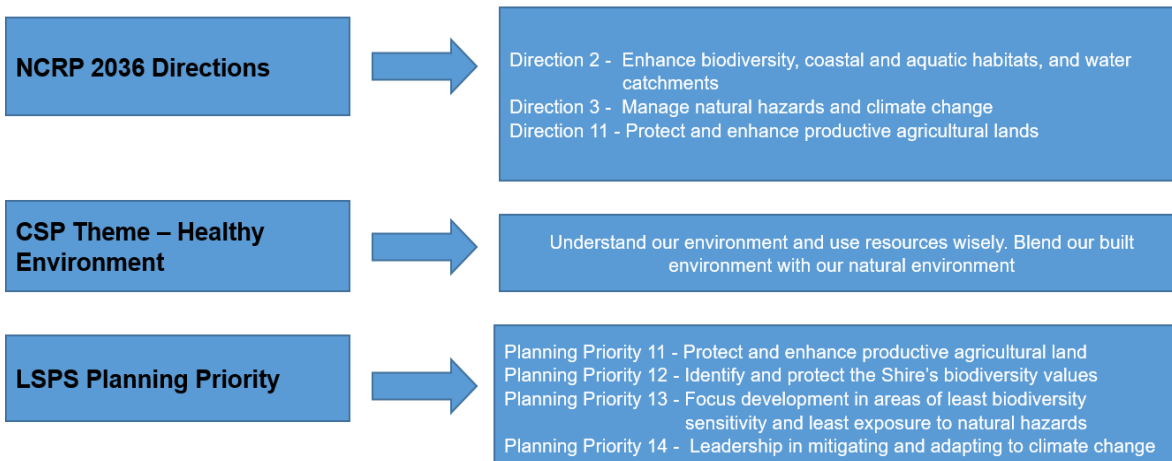 NCRP 2036 Directions
Direction 2 - Enhance biodiversity, coastal and aquatic habitats, and water
catchments
Direction 3 - Manage natural hazards and climate change
Direction 11 - Protect and enhance productive agricultural lands
CSP Theme – Healthy
Environment
Understand our environment and use resources wisely. Blend our built
environment with our natural environment
LSPS Planning Priority
Planning Priority 11 - Protect and enhance productive agricultural land
Planning Priority 12 - Identify and protect the Shire's biodiversity values
Planning Priority 13 - Focus development in areas of least biodiversity
sensitivity and least exposure to natural hazards
Planning Priority 14 - Leadership in mitigating and adapting to climate change